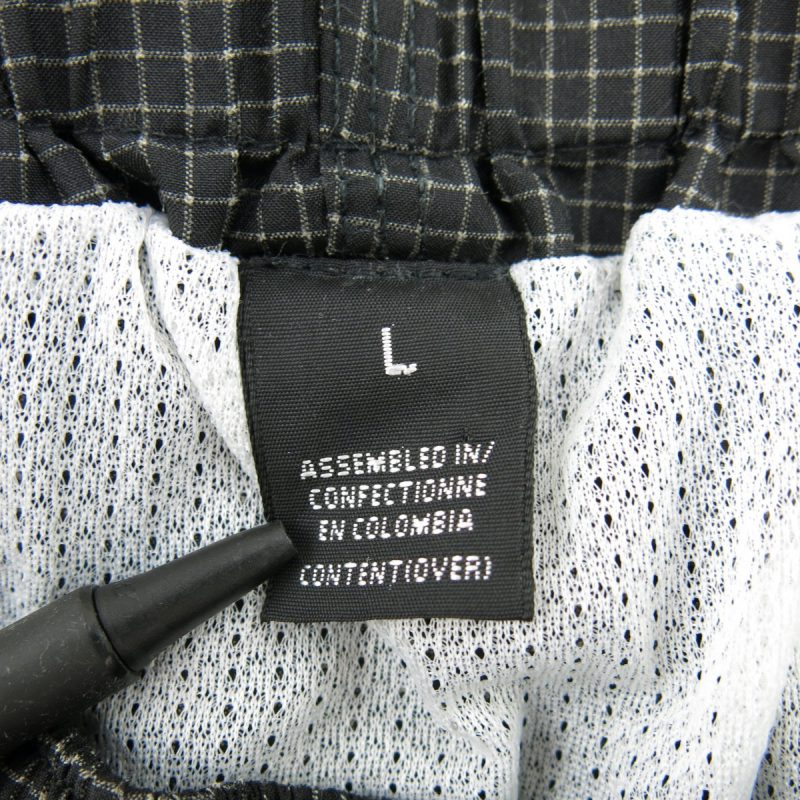 L
ASSEMBLED IN/
CONFECTIONNE
EN COLOMBIA
CONTENT(OVER)